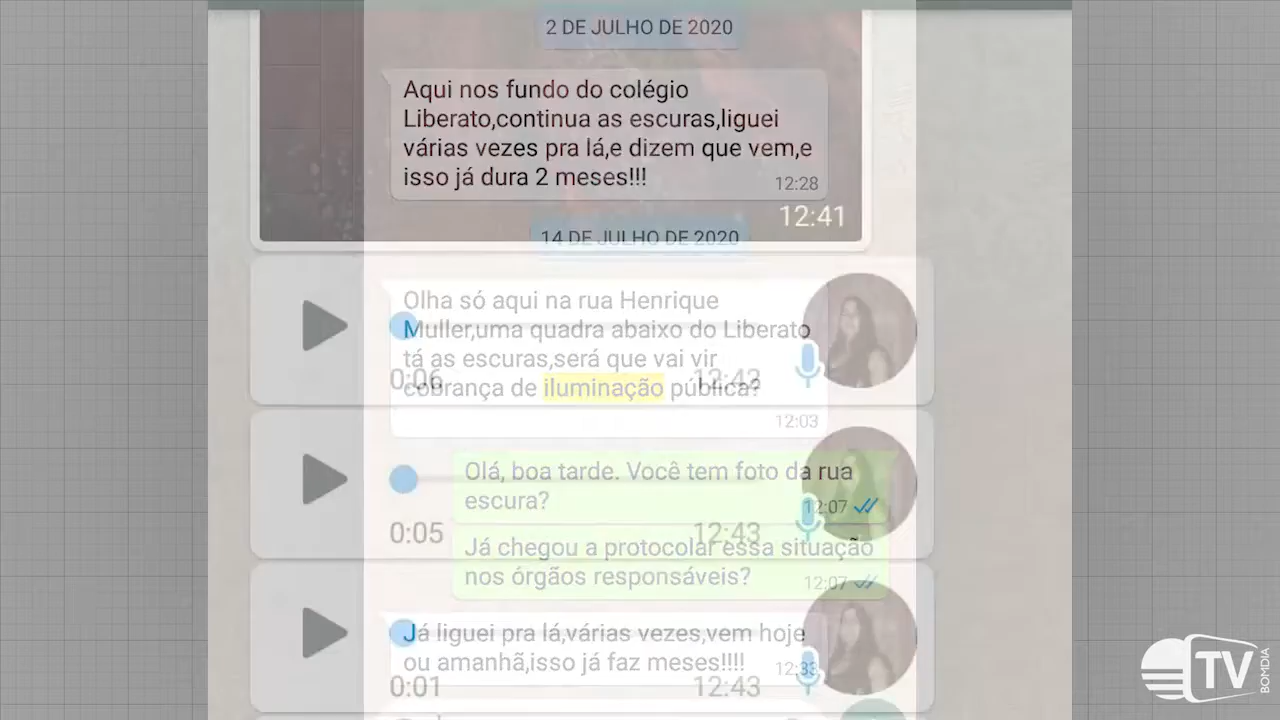 2 DE JULHO DE 2020
Aqui nos fundo do colégio
Liberato,continua as escuras,liguei
várias vezes pra lá,e dizem que vem,e
isso já dura 2 meses!!!
12:28
12:41
14 DE JULHO DE 2020
Olha só aqui na rua Henrique
Muller,uma quadra abaixo do Liberato
tá as escuras,será que vai vir
0:06
12:43
cobrança de iluminação pública?
12:03
Olá, boa tarde. Você tem foto da rua
escura?
12:07
0:05
12:43
Já chegou a protocolar essa situação
nos órgãos responsáveis?
12:07
Já liguei pra lá,várias vezes,vem hoje
ou amanhã,isso já faz meses!!!!
12:33
0:01
12:43
TV
BOMDIA